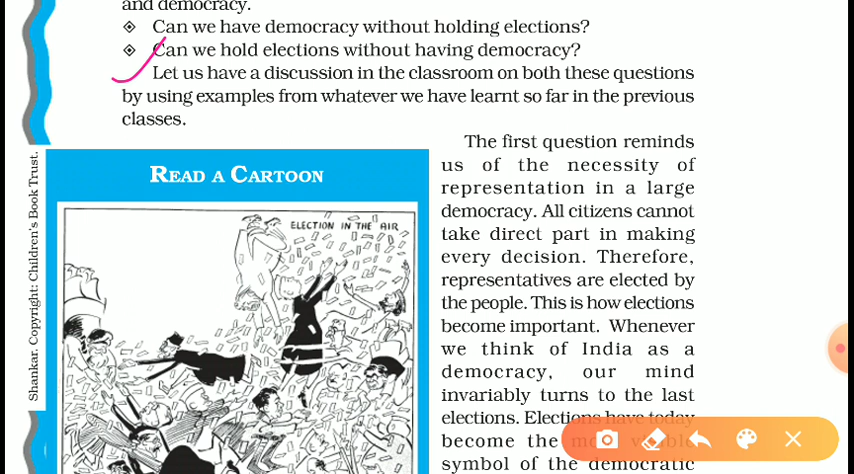 and democracy.
Can we have democracy without holding elections?
Can we hold elections without having democracy?
Let us have a discussion in the classroom on both these questions
by using examples from whatever we have learnt so far in the previous
classes.
Shankar. Copyright: Children's Book Trust.
READ A CARTOON
ELECTION IN THE AIR
The first question reminds
us of the necessity of
representation in a large
democracy. All citizens cannot
take direct part in making
every decision. Therefore,
representatives are elected by
the people. This is how elections
become important. Whenever
we think of India as a
democracy, our mind
invariably turns to the last
elections. Elections have today
become the most visible
symbol of the democratic